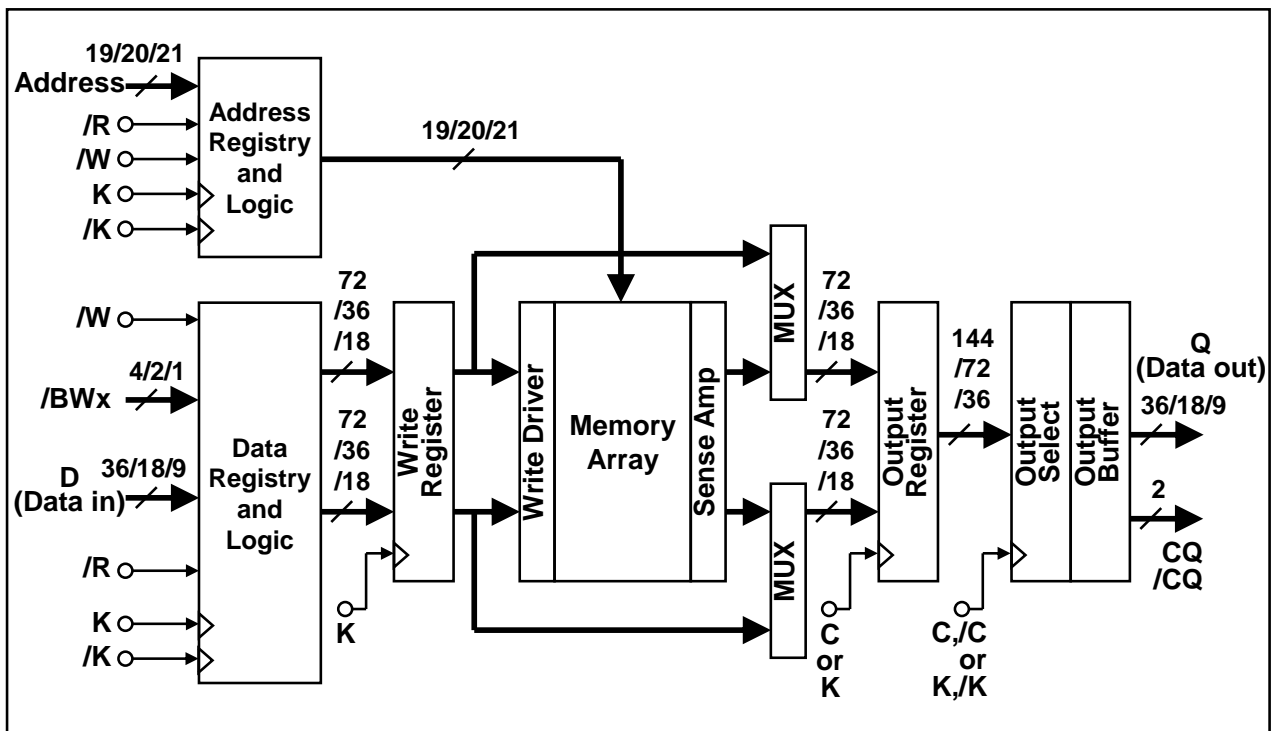 19/20/21
Address
/R
/W
K
/K
Address
Registry
and
Logic
19/20/21
/W
4/2/1
/BWx
36/18/9
D
(Data in)
/R
K
/K
Data
Registry
and
Logic
72
/36
/18
72
/36
/18
Write
Register
K
Write Driver
Memory
Array
Sense Amp
MUX
MUX
72
/36
/18
72
/36
/18
Output
Register
C
or
K
144
/72
/36
Output
Select
Output
Buffer
C,/C
or
K,/K
Q
(Data out)
36/18/9
2
CQ
/CQ